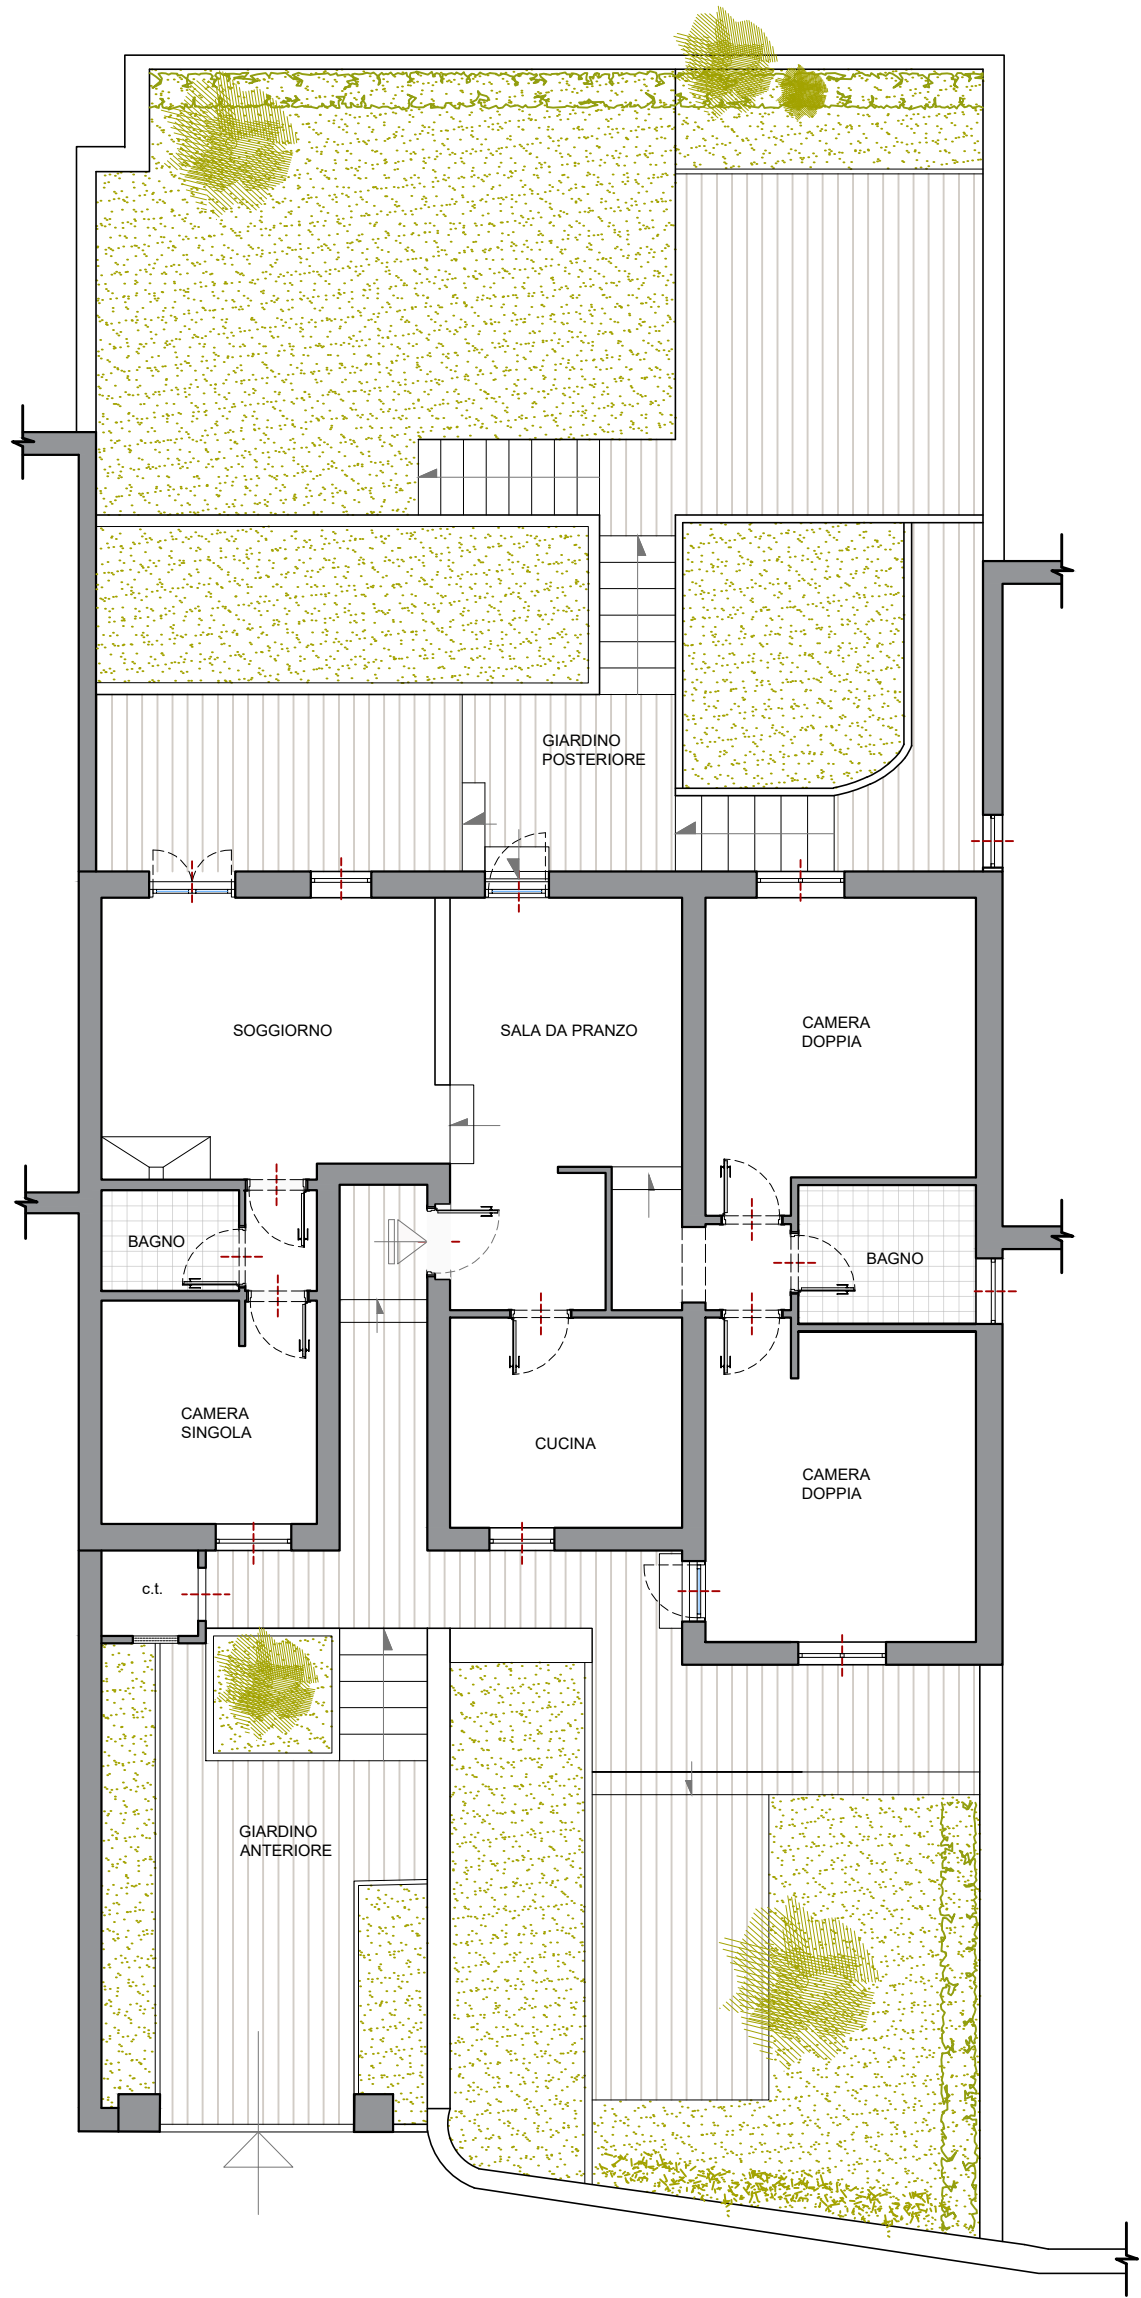 GIARDINO
POSTERIORE
SOGGIORNO
SALA DA PRANZO
CAMERA
DOPPIA
BAGNO
BAGNO
CAMERA
SINGOLA
CUCINA
CAMERA
DOPPIA
c.t.
GIARDINO
ANTERIORE